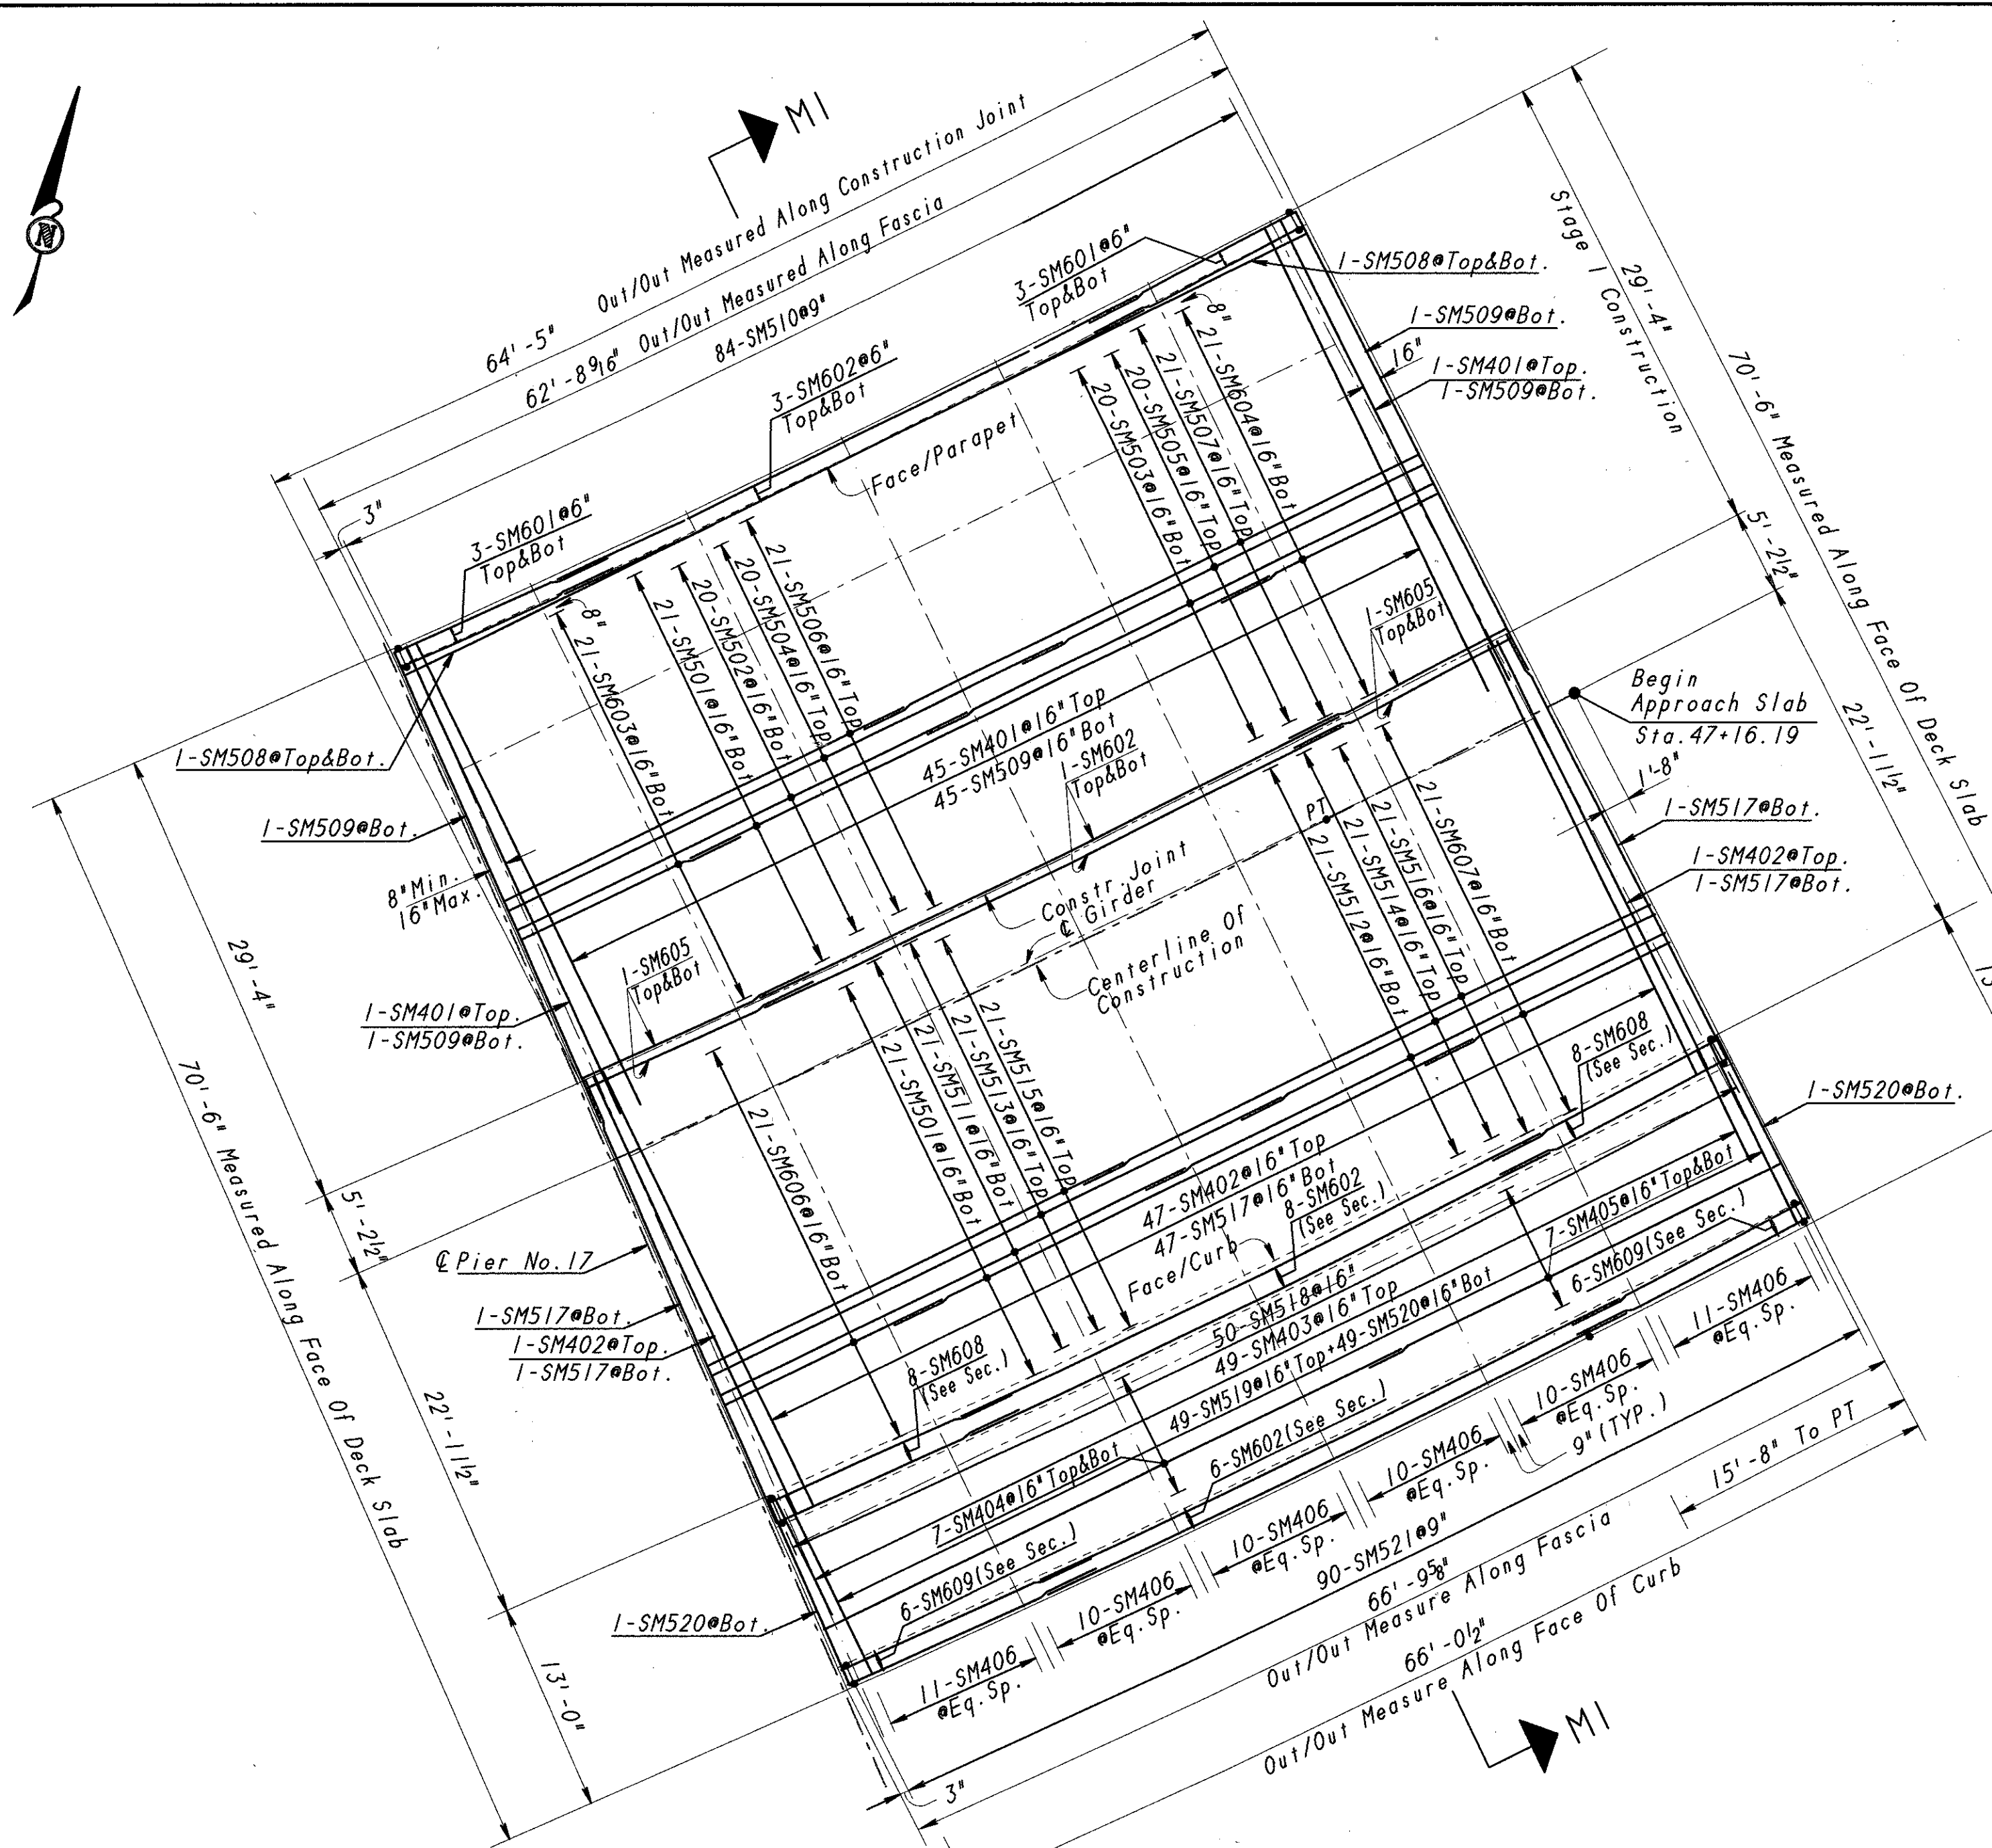 M1
64'-5" Out/Out Measured Along Construction Joint
62'-8 9/16" Out/Out Measured Along Fascia
84-SM510@9"
3"
N
3-SM601@6"
Top&Bot
1-SM508@Top&Bot.
Stage 1 Construction
29'-4"
70'-6" Measured Along Face Of Deck Slab
1-SM509@Bot.
16"
1-SM401@Top.
1-SM509@Bot.
3-SM602@6"
Top&Bot
3-SM601@6"
Top&Bot
Face/Parapet
8"
21-SM604@16"Bot
21-SM507@16"Top
20-SM505@16"Top
20-SM503@16"Bot
8"
21-SM603@16"Bot
21-SM501@16"Bot
20-SM502@16"Bot
20-SM504@16"Top
21-SM506@16"Top
5'-2 1/2"
1-SM605
Top&Bot
Begin
Approach Slab
Sta.47+16.19
22'-11 1/2"
1'-8"
45-SM401@16"Top
45-SM509@16"Bot
1-SM602
Top&Bot
1-SM508@Top&Bot.
1-SM509@Bot.
8"Min.
16"Max.
29'-4"
70'-6" Measured Along Face Of Deck Slab
1-SM401@Top.
1-SM509@Bot.
1-SM605
Top&Bot
PT
Constr.Joint
℄ Girder
Centerline Of
Construction
1-SM517@Bot.
1-SM402@Top.
1-SM517@Bot.
21-SM512@16"Bot
21-SM514@16"Top
21-SM516@16"Top
21-SM607@16"Bot
21-SM606@16"Bot
21-SM501@16"Bot
21-SM511@16"Bot
21-SM513@16"Top
21-SM515@16"Top
8-SM608
(See Sec.)
1-SM520@Bot.
5'-2 1/2"
℄ Pier No.17
1-SM517@Bot.
1-SM402@Top.
1-SM517@Bot.
22'-11 1/2"
47-SM402@16"Top
47-SM517@16"Bot
8-SM602
(See Sec.)
Face/Curb
7-SM405@16"Top&Bot
6-SM609(See Sec.)
50-SM518@16"
49-SM403@16"Top
49-SM519@16"Top+49-SM520@16"Bot
8-SM608
(See Sec.)
7-SM404@16"Top&Bot
6-SM602(See Sec.)
6-SM609(See Sec.)
1-SM520@Bot.
13'-0"
11-SM406
@Eq.Sp.
10-SM406
@Eq.Sp.
10-SM406
@Eq.Sp.
10-SM406
@Eq.Sp.
10-SM406
@Eq.Sp.
11-SM406
@Eq.Sp.
9"(TYP.)
15'-8" To PT
90-SM521@9"
66'-9 5/8"
Out/Out Measure Along Fascia
66'-0 1/2"
Out/Out Measure Along Face Of Curb
3"
M1